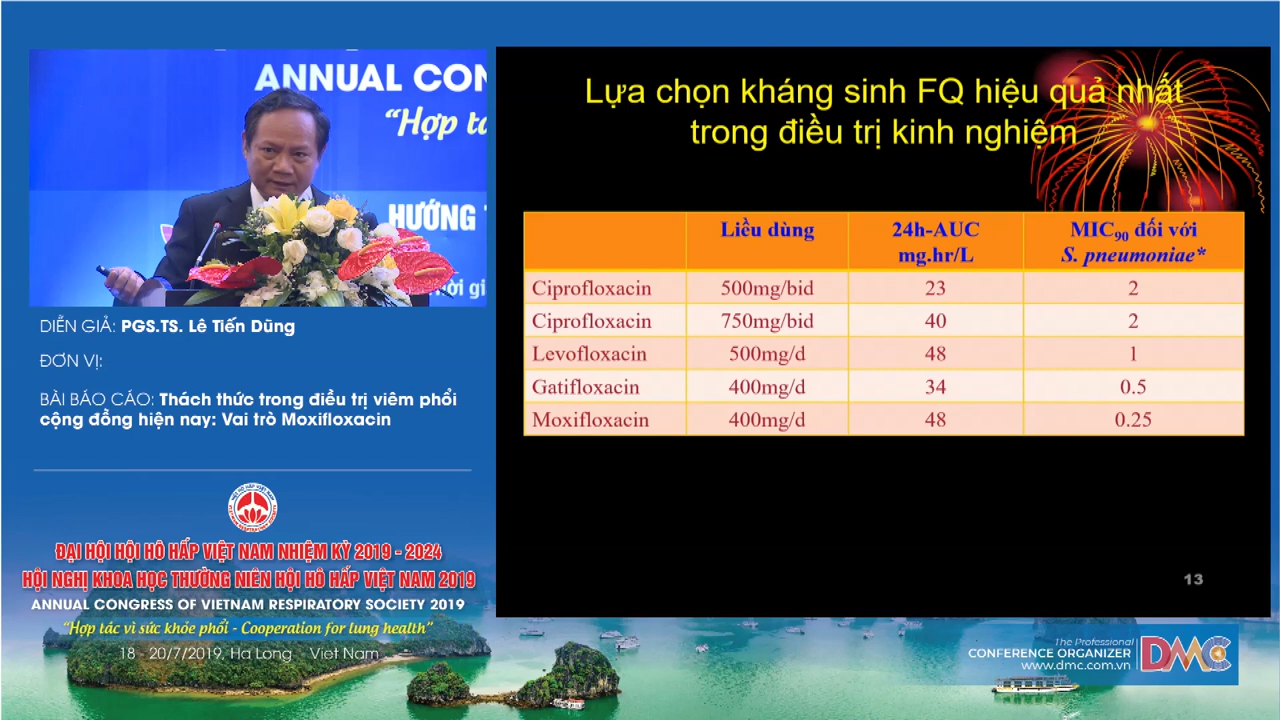 ANNUAL CON
“Hợp tá
HƯỚNG T
ời gi
DIỄN GIẢ: PGS.TS. Lê Tiến Dũng
ĐƠN VỊ:
BÀI BÁO CÁO: Thách thức trong điều trị viêm phổi
cộng đồng hiện nay: Vai trò Moxifloxacin
ĐẠI HỘI HỘI HÔ HẤP VIỆT NAM NHIỆM KỲ 2019 - 2024
HỘI NGHỊ KHOA HỌC THƯỜNG NIÊN HỘI HÔ HẤP VIỆT NAM 2019
ANNUAL CONGRESS OF VIETNAM RESPIRATORY SOCIETY 2019
“Hợp tác vì sức khỏe phổi - Cooperation for lung health”
18 - 20/7/2019, Ha Long _ Viet Nam
Lựa chọn kháng sinh FQ hiệu quả nhất
trong điều trị kinh nghiệm
Liều dùng 24h-AUC mg.hr/L MIC90 đối với S. pneumoniae*
Ciprofloxacin 500mg/bid 23 2
Ciprofloxacin 750mg/bid 40 2
Levofloxacin 500mg/d 48 1
Gatifloxacin 400mg/d 34 0.5
Moxifloxacin 400mg/d 48 0.25
13
The Professional
CONFERENCE ORGANIZER
www.dmc.com.vn
DMC